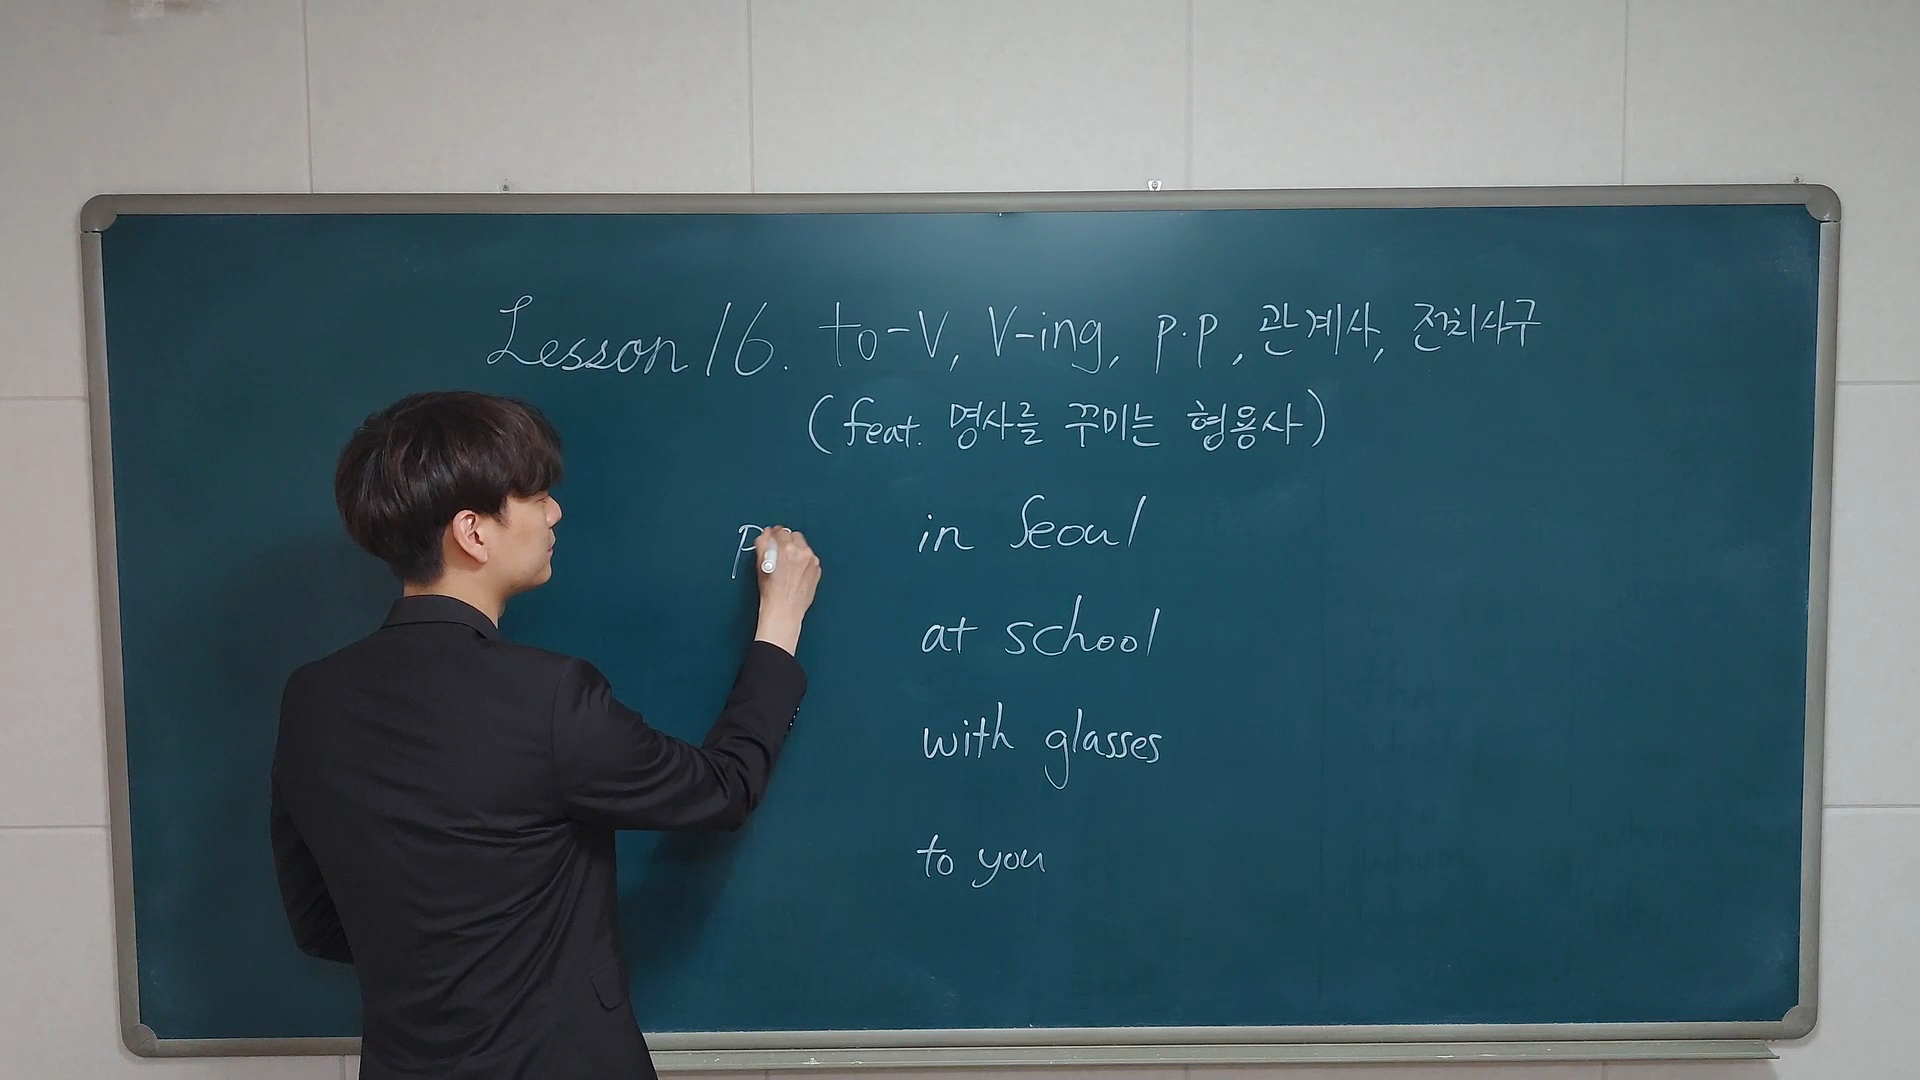 Lesson 16. to-V, V-ing, p.p, 관계사, 전치사구
(feat. 명사를 꾸미는 형용사)
p
in Seoul
at school
with glasses
to you